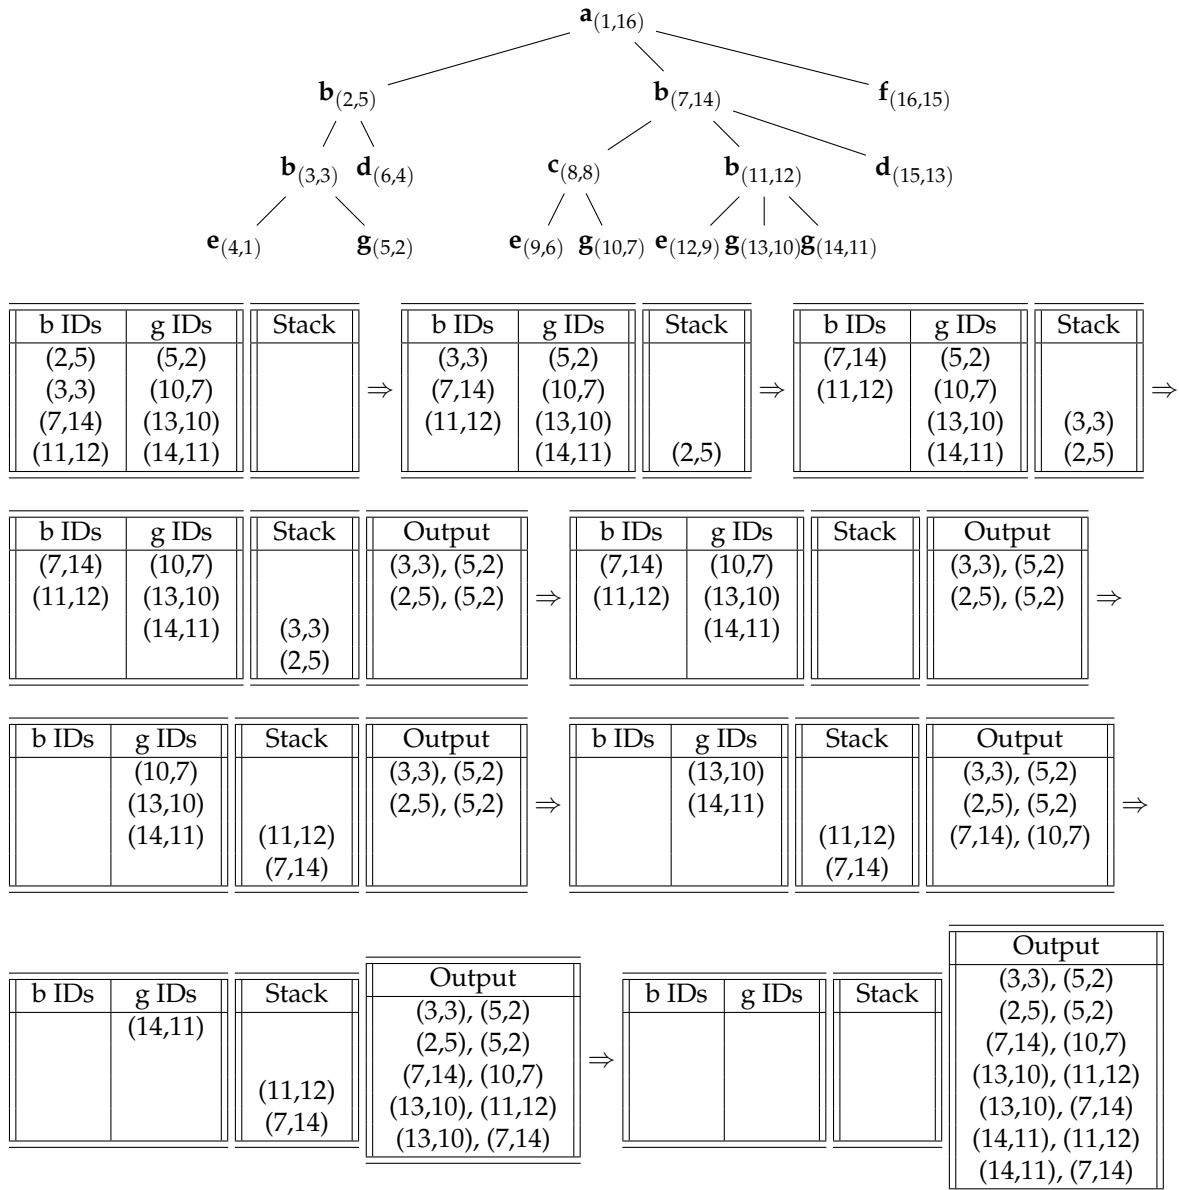 a(1,16)
b(2,5) b(7,14) f(16,15)
b(3,3) d(6,4) c(8,8) b(11,12) d(15,13)
e(4,1) g(5,2) e(9,6) g(10,7) e(12,9) g(13,10) g(14,11)
b IDs g IDs Stack b IDs g IDs Stack b IDs g IDs Stack
(2,5) (5,2) (3,3) (5,2) (7,14) (5,2)
(3,3) (10,7) ⇒ (7,14) (10,7) ⇒ (11,12) (10,7) ⇒
(7,14) (13,10) (11,12) (13,10) (13,10) (3,3)
(11,12) (14,11) (14,11) (2,5) (14,11) (2,5)
b IDs g IDs Stack Output b IDs g IDs Stack Output
(7,14) (10,7) (3,3), (5,2) (7,14) (10,7) (3,3), (5,2)
(11,12) (13,10) (2,5), (5,2) ⇒ (11,12) (13,10) (2,5), (5,2) ⇒
(14,11) (3,3) (14,11)
(2,5)
b IDs g IDs Stack Output b IDs g IDs Stack Output
(10,7) (3,3), (5,2) (13,10) (3,3), (5,2)
(13,10) (2,5), (5,2) ⇒ (14,11) (2,5), (5,2) ⇒
(14,11) (11,12) (11,12) (7,14), (10,7)
(7,14) (7,14)
b IDs g IDs Stack
(14,11)
(11,12)
(7,14)
Output
(3,3), (5,2)
(2,5), (5,2)
(7,14), (10,7)
(13,10), (11,12)
(13,10), (7,14)
⇒
b IDs g IDs Stack
Output
(3,3), (5,2)
(2,5), (5,2)
(7,14), (10,7)
(13,10), (11,12)
(13,10), (7,14)
(14,11), (11,12)
(14,11), (7,14)